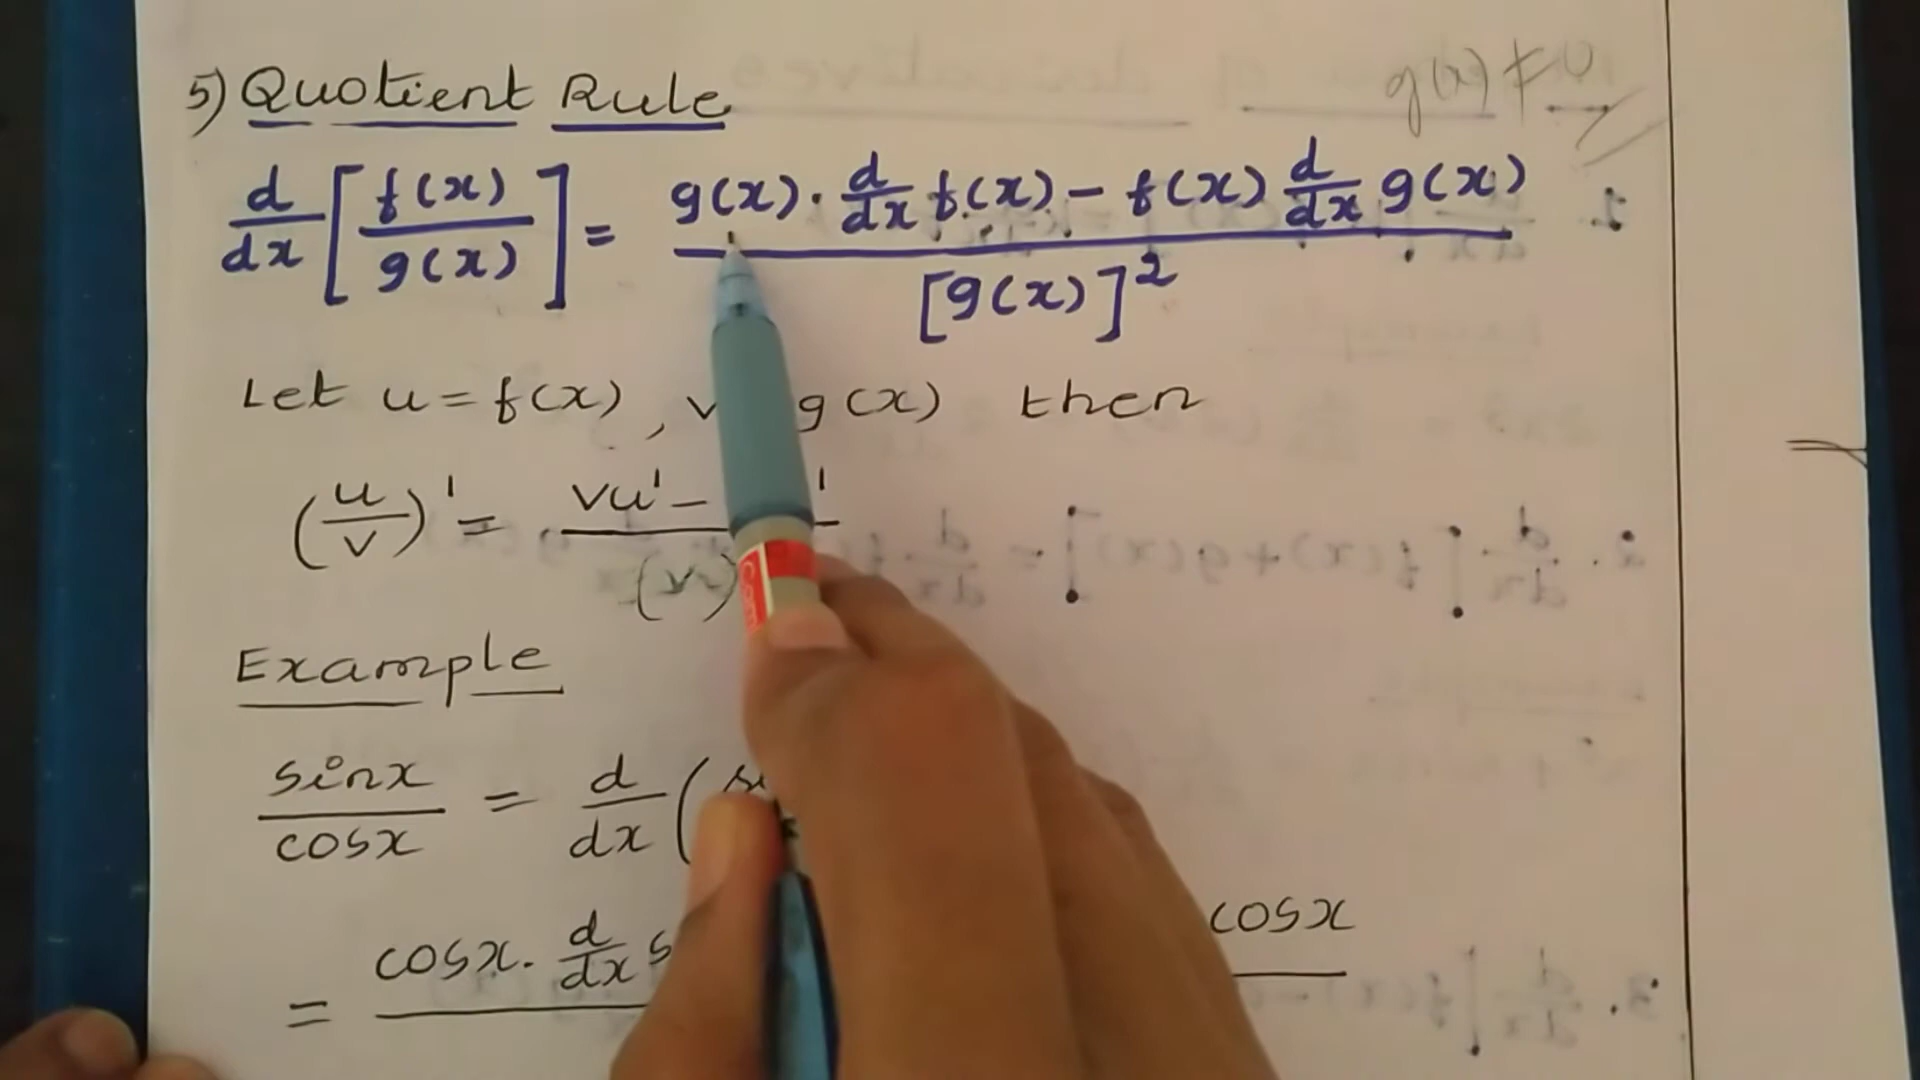 g(x) ≠ 0
5) Quotient Rule
d/dx [f(x)/g(x)] = g(x) · d/dx f(x) - f(x) d/dx g(x) / [g(x)]²
Let u = f(x), v g(x) then
(u/v)' = vu' - ' / (v)
Example
sinx/cosx = d/dx (
= cosx. d/dx s cosx